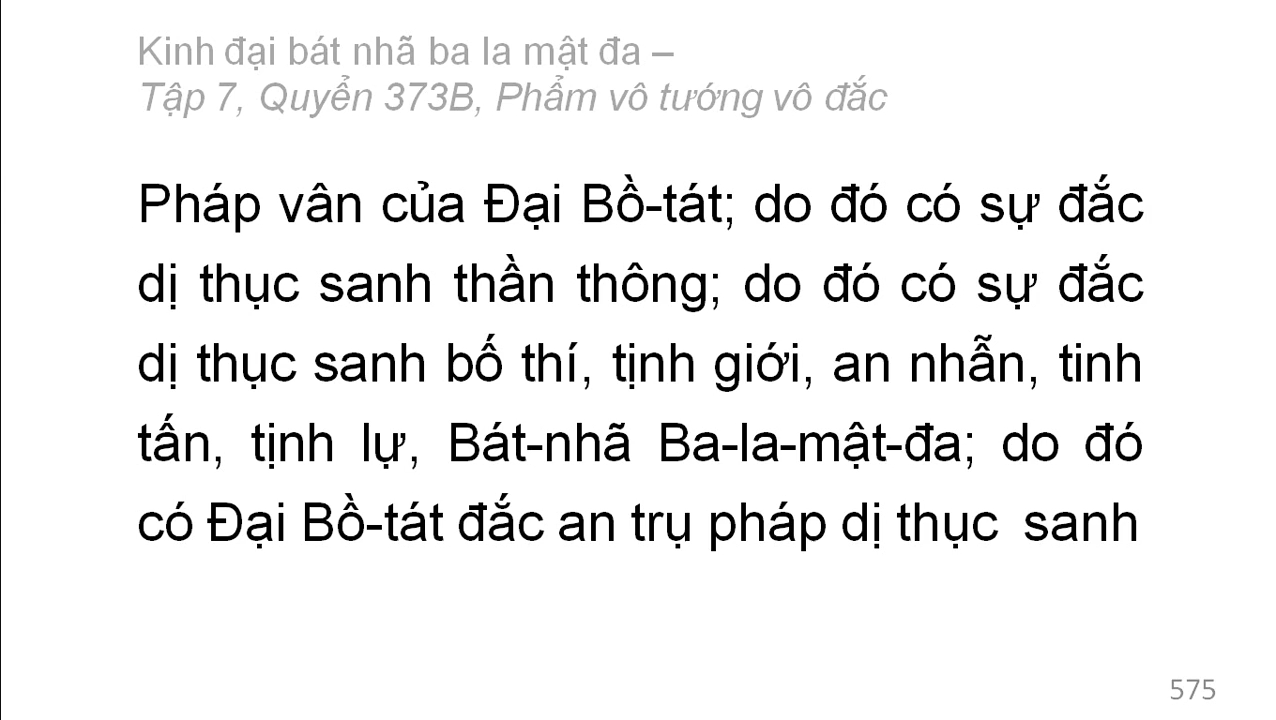 Kinh đại bát nhã ba la mật đa –
Tập 7, Quyển 373B, Phẩm vô tướng vô đắc
Pháp vân của Đại Bồ-tát; do đó có sự đắc
dị thục sanh thần thông; do đó có sự đắc
dị thục sanh bố thí, tịnh giới, an nhẫn, tinh
tấn, tịnh lự, Bát-nhã Ba-la-mật-đa; do đó
có Đại Bồ-tát đắc an trụ pháp dị thục sanh
575